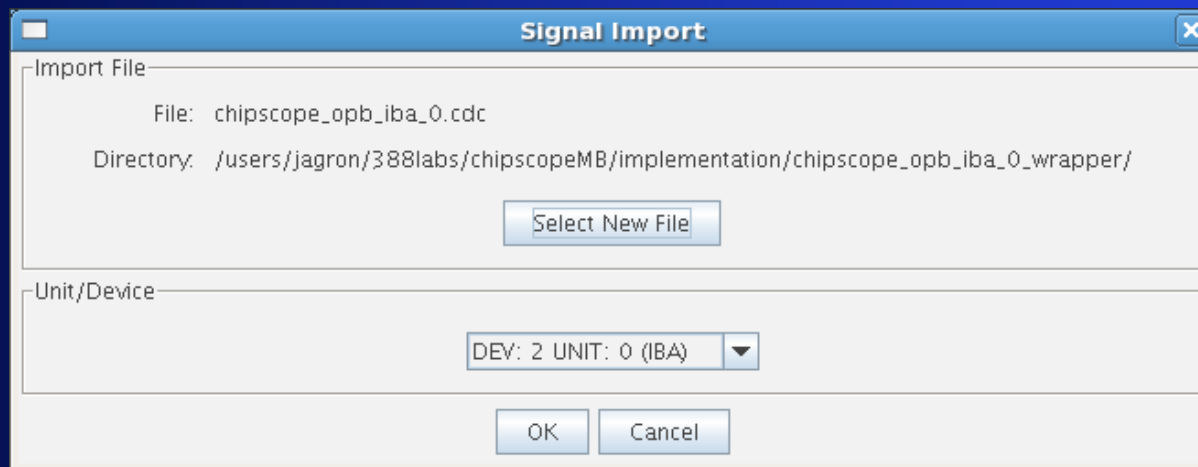 Signal Import
Import File
File: chipscope_opb_iba_0.cdc
Directory: /users/jagron/388labs/chipscopeMB/implementation/chipscope_opb_iba_0_wrapper/
Select New File
Unit/Device
DEV: 2 UNIT: 0 (IBA)
OK Cancel